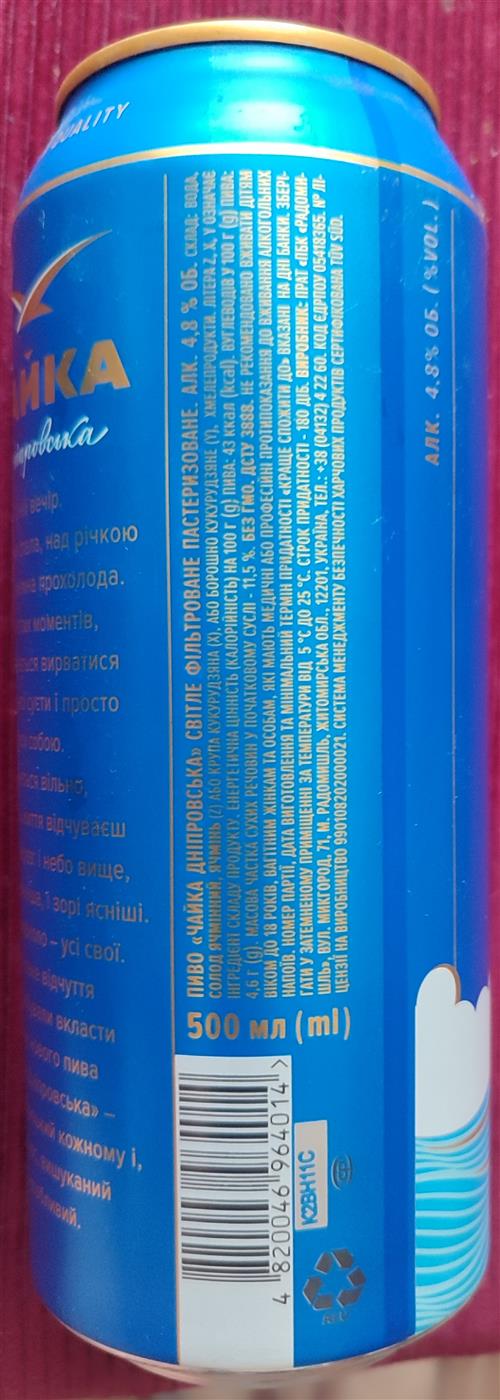 QUALITY
АЙКА
ніпровська
вечір.
над річкою
прохолода.
моментів,
вирватися
суєти і просто
собою.
вільно,
життя відчуваєш
і небо вище,
і зорі ясніші.
– усі свої.
відчуття
вкласти
нового пива
«Дніпровська» –
кожному і,
вишуканий
ПИВО «ЧАЙКА ДНІПРОВСЬКА» СВІТЛЕ ФІЛЬТРОВАНЕ ПАСТЕРИЗОВАНЕ. АЛК. 4,8 % ОБ. СКЛАД: ВОДА,
СОЛОД ЯЧМІННИЙ, ЯЧМІНЬ (Z) АБО КРУПА КУКУРУДЗЯНА (X), АБО БОРОШНО КУКУРУДЗЯНЕ (Y), ХМЕЛЕПРОДУКТИ. ЛІТЕРА Z, X, Y ОЗНАЧАЄ
ІНГРЕДІЄНТ СКЛАДУ ПРОДУКТУ. ЕНЕРГЕТИЧНА ЦІННІСТЬ (КАЛОРІЙНІСТЬ) НА 100 Г (g) ПИВА: 43 ККАЛ (kcal). ВУГЛЕВОДІВ У 100 Г (g) ПИВА:
4,6 Г (g). МАСОВА ЧАСТКА СУХИХ РЕЧОВИН У ПОЧАТКОВОМУ СУСЛІ - 11,5 %. БЕЗ ГМО. ДСТУ 3888. НЕ РЕКОМЕНДОВАНО ВЖИВАТИ ДІТЯМ
ВІКОМ ДО 18 РОКІВ, ВАГІТНИМ ЖІНКАМ ТА ОСОБАМ, ЯКІ МАЮТЬ МЕДИЧНІ АБО ПРОФЕСІЙНІ ПРОТИПОКАЗАННЯ ДО ВЖИВАННЯ АЛКОГОЛЬНИХ
НАПОЇВ. НОМЕР ПАРТІЇ, ДАТА ВИГОТОВЛЕННЯ ТА МІНІМАЛЬНИЙ ТЕРМІН ПРИДАТНОСТІ «КРАЩЕ СПОЖИТИ ДО» ВКАЗАНІ НА ДНІ БАНКИ. ЗБЕРІ-
ГАТИ У ЗАТЕМНЕНОМУ ПРИМІЩЕННІ ЗА ТЕМПЕРАТУРИ ВІД 5 °С ДО 25 °С. СТРОК ПРИДАТНОСТІ - 180 ДІБ. ВИРОБНИК: ПРАТ «ПБК «РАДОМИ-
ШЛЬ», ВУЛ. МИКГОРОД, 71, М. РАДОМИШЛЬ, ЖИТОМИРСЬКА ОБЛ., 12201, УКРАЇНА, ТЕЛ.: +38 (04132) 4 22 60. КОД ЄДРПОУ 05418365. № ЛІ-
ЦЕНЗІЇ НА ВИРОБНИЦТВО 990108202000021. СИСТЕМА МЕНЕДЖМЕНТУ БЕЗПЕЧНОСТІ ХАРЧОВИХ ПРОДУКТІВ СЕРТИФІКОВАНА TÜV SÜD.
500 мл (ml)
4 820046 964014 >
K2BH11C
ALU
АЛК. 4,8% ОБ. (%VOL.)